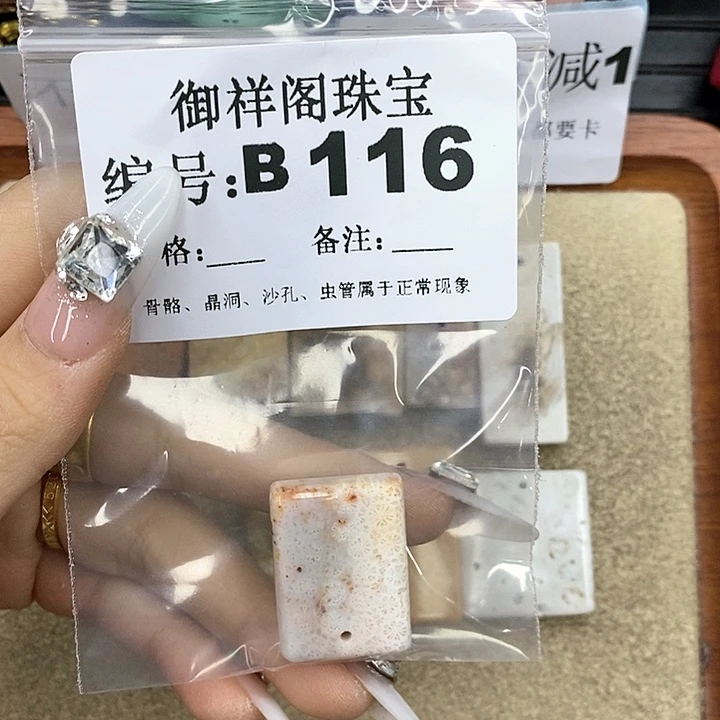 御祥阁珠宝
编号:B116
格:____ 备注:____
骨骼、晶洞、沙孔、虫管属于正常现象
减1
要卡